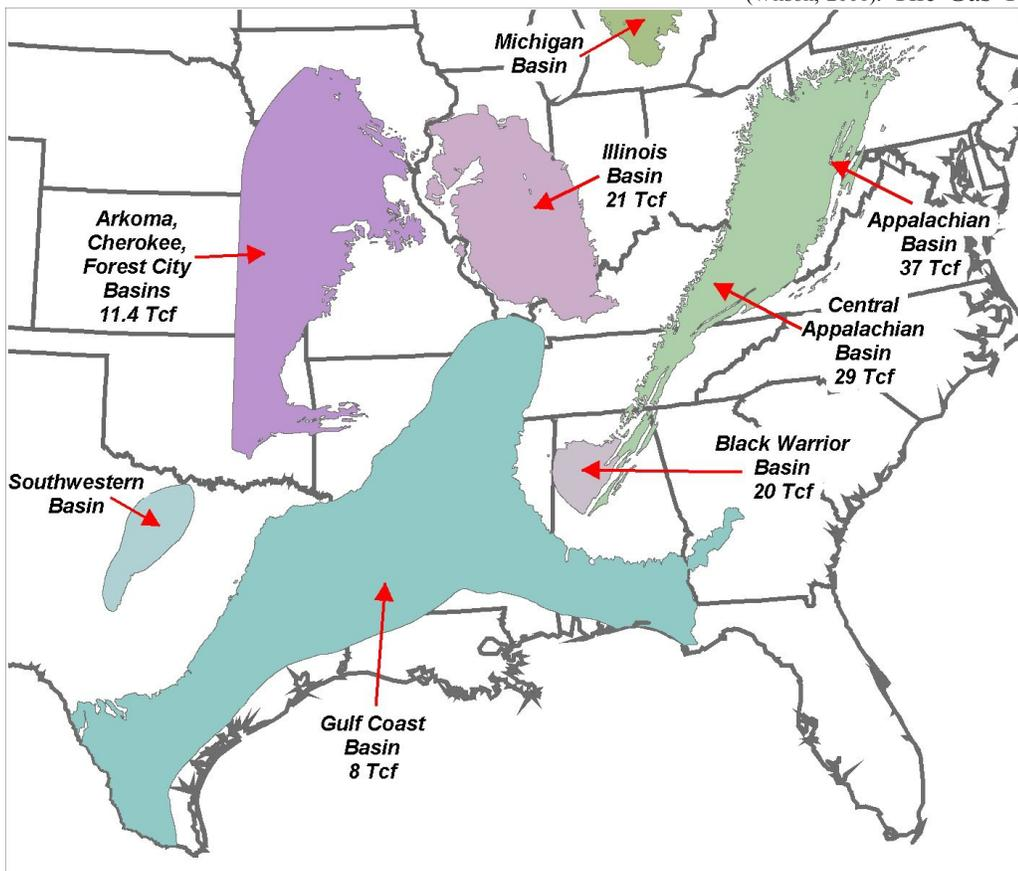 Michigan
Basin
Illinois
Basin
21 Tcf
Arkoma,
Cherokee,
Forest City
Basins
11.4 Tcf
Appalachian
Basin
37 Tcf
Central
Appalachian
Basin
29 Tcf
Black Warrior
Basin
20 Tcf
Southwestern
Basin
Gulf Coast
Basin
8 Tcf